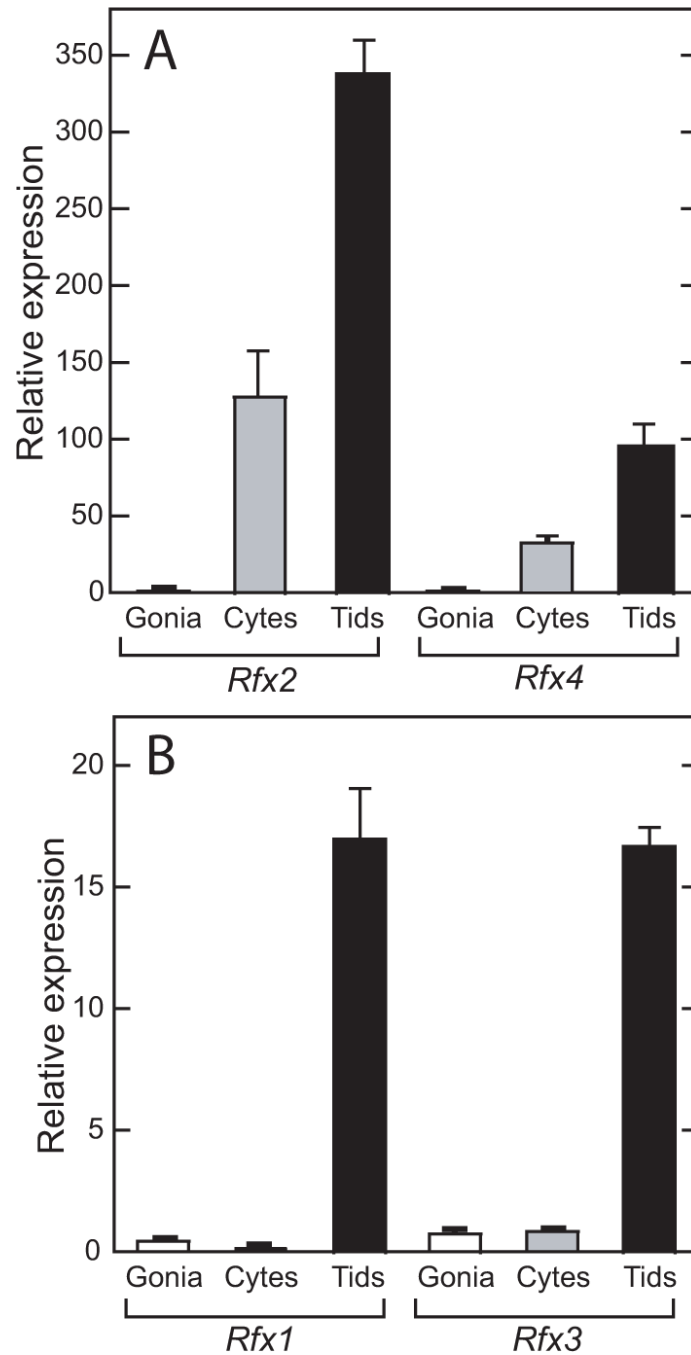 A
Relative expression
350
300
250
200
150
100
50
0
Gonia Cytes Tids Gonia Cytes Tids
Rfx2 Rfx4
B
Relative expression
20
15
10
5
0
Gonia Cytes Tids Gonia Cytes Tids
Rfx1 Rfx3